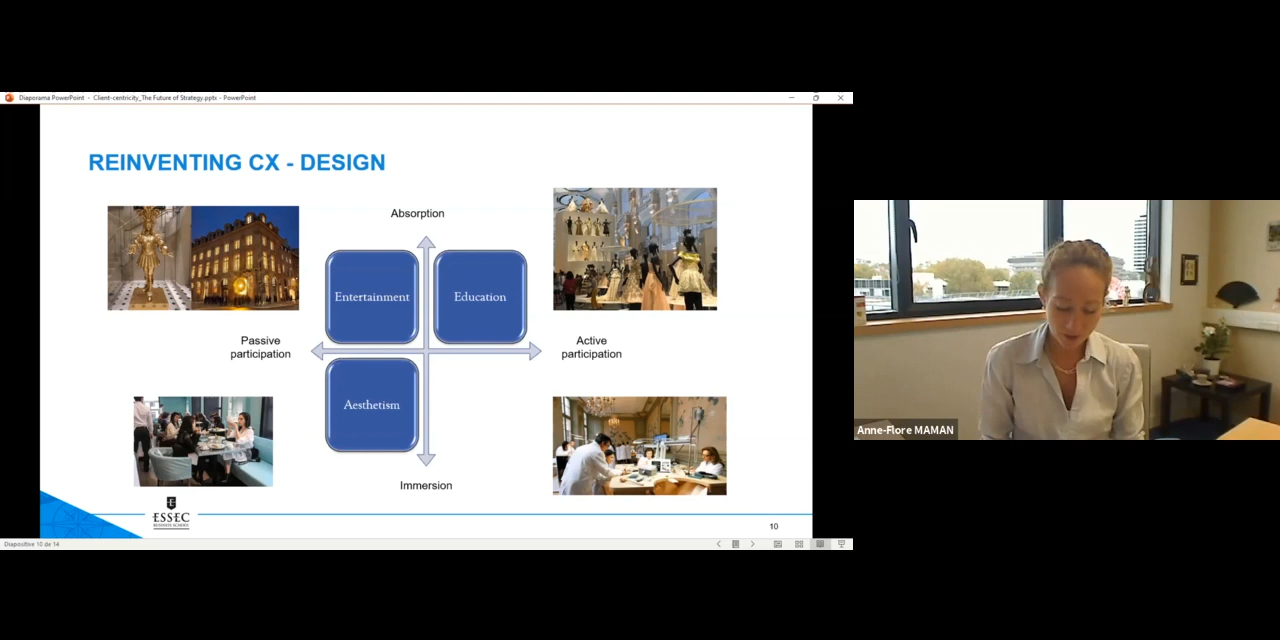 Diaporama PowerPoint - Client-centricity_The Future of Strategy.pptx - PowerPoint
REINVENTING CX - DESIGN
Absorption
Entertainment
Education
Passive
participation
Active
participation
Aesthetism
Immersion
ESSEC
BUSINESS SCHOOL
10
Diapositive 10 de 14
Anne-Flore MAMAN